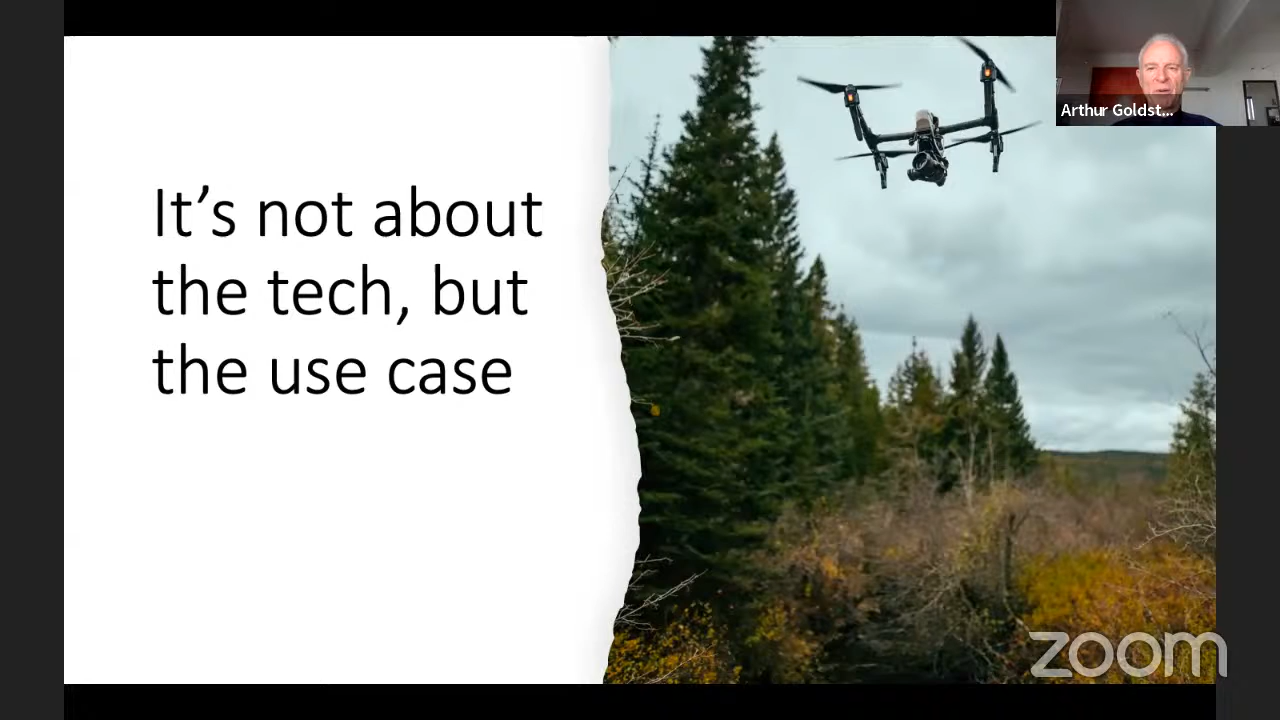 It’s not about
the tech, but
the use case
Arthur Goldst...
zoom